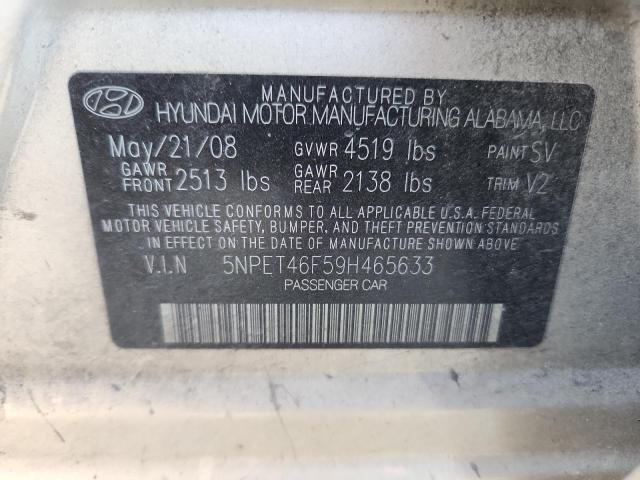 MANUFACTURED BY
HYUNDAI MOTOR MANUFACTURING ALABAMA, LLC
May/21/08 GVWR 4519 lbs PAINT SV
GAWR FRONT 2513 lbs GAWR REAR 2138 lbs TRIM V2
THIS VEHICLE CONFORMS TO ALL APPLICABLE U.S.A. FEDERAL
MOTOR VEHICLE SAFETY, BUMPER, AND THEFT PREVENTION STANDARDS
IN EFFECT ON THE DATE OF MANUFACTURE SHOWN ABOVE.
V.I.N 5NPET46F59H465633
PASSENGER CAR